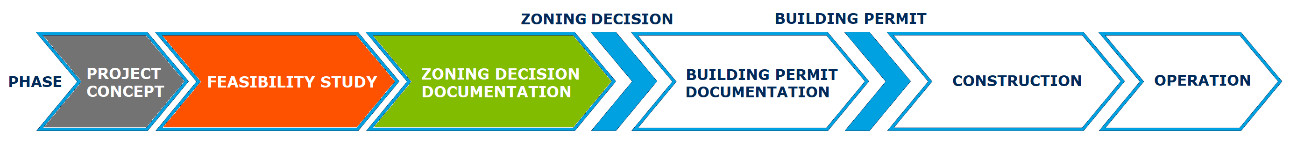 ZONING DECISION
BUILDING PERMIT
PHASE
PROJECT
CONCEPT
FEASIBILITY STUDY
ZONING DECISION
DOCUMENTATION
BUILDING PERMIT
DOCUMENTATION
CONSTRUCTION
OPERATION